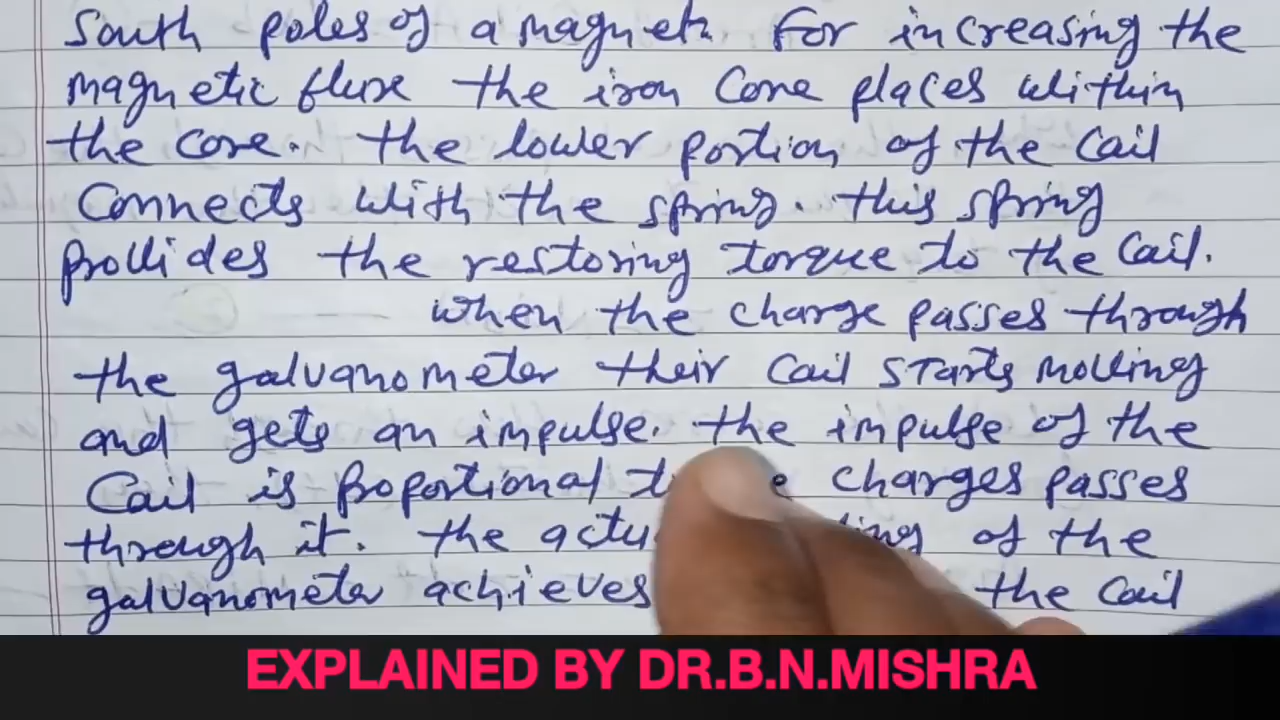 South poles of a magnet. For increasing the
magnetic flux the iron Core places within
the core. the lower portion of the Coil
Connects with the spring. this spring
provides the restoring torque to the Coil.
when the charge passes through
the galvanometer their Coil starts moving
and gets an impulse. the impulse of the
Coil is proportional charges passes
through it. the of the
galvanometer achieves the Coil
EXPLAINED BY DR.B.N.MISHRA